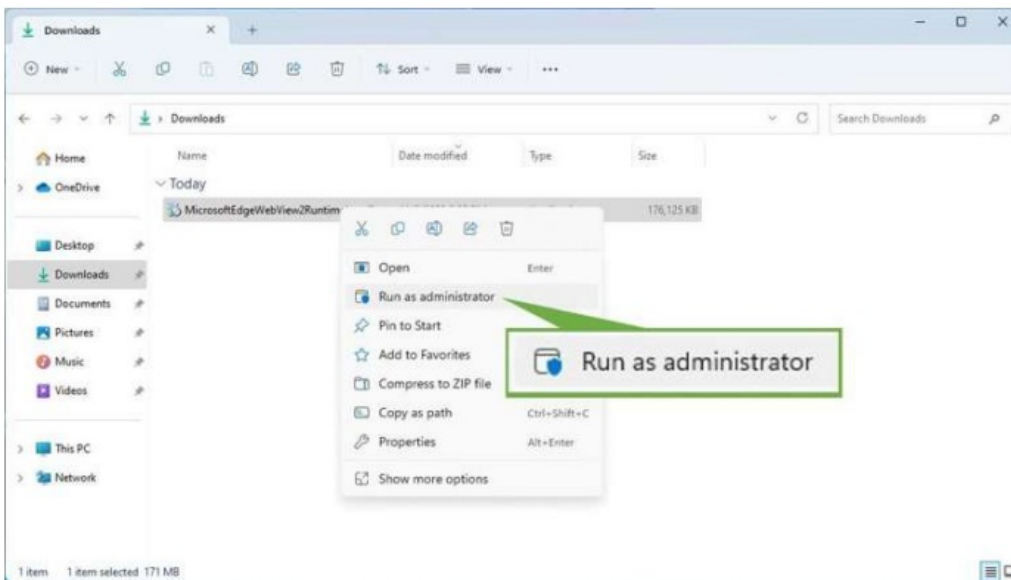 Downloads
New
Sort
View
Downloads
Search Downloads
Home
OneDrive
Desktop
Downloads
Documents
Pictures
Music
Videos
This PC
Network
Name Date modified Type Size
Today
MicrosoftEdgeWebView2Runtim 176,125 KB
Open Enter
Run as administrator
Pin to Start
Add to Favorites
Compress to ZIP file
Copy as path Ctrl+Shift+C
Properties Alt+Enter
Show more options
Run as administrator
1 item 1 item selected 171 MB